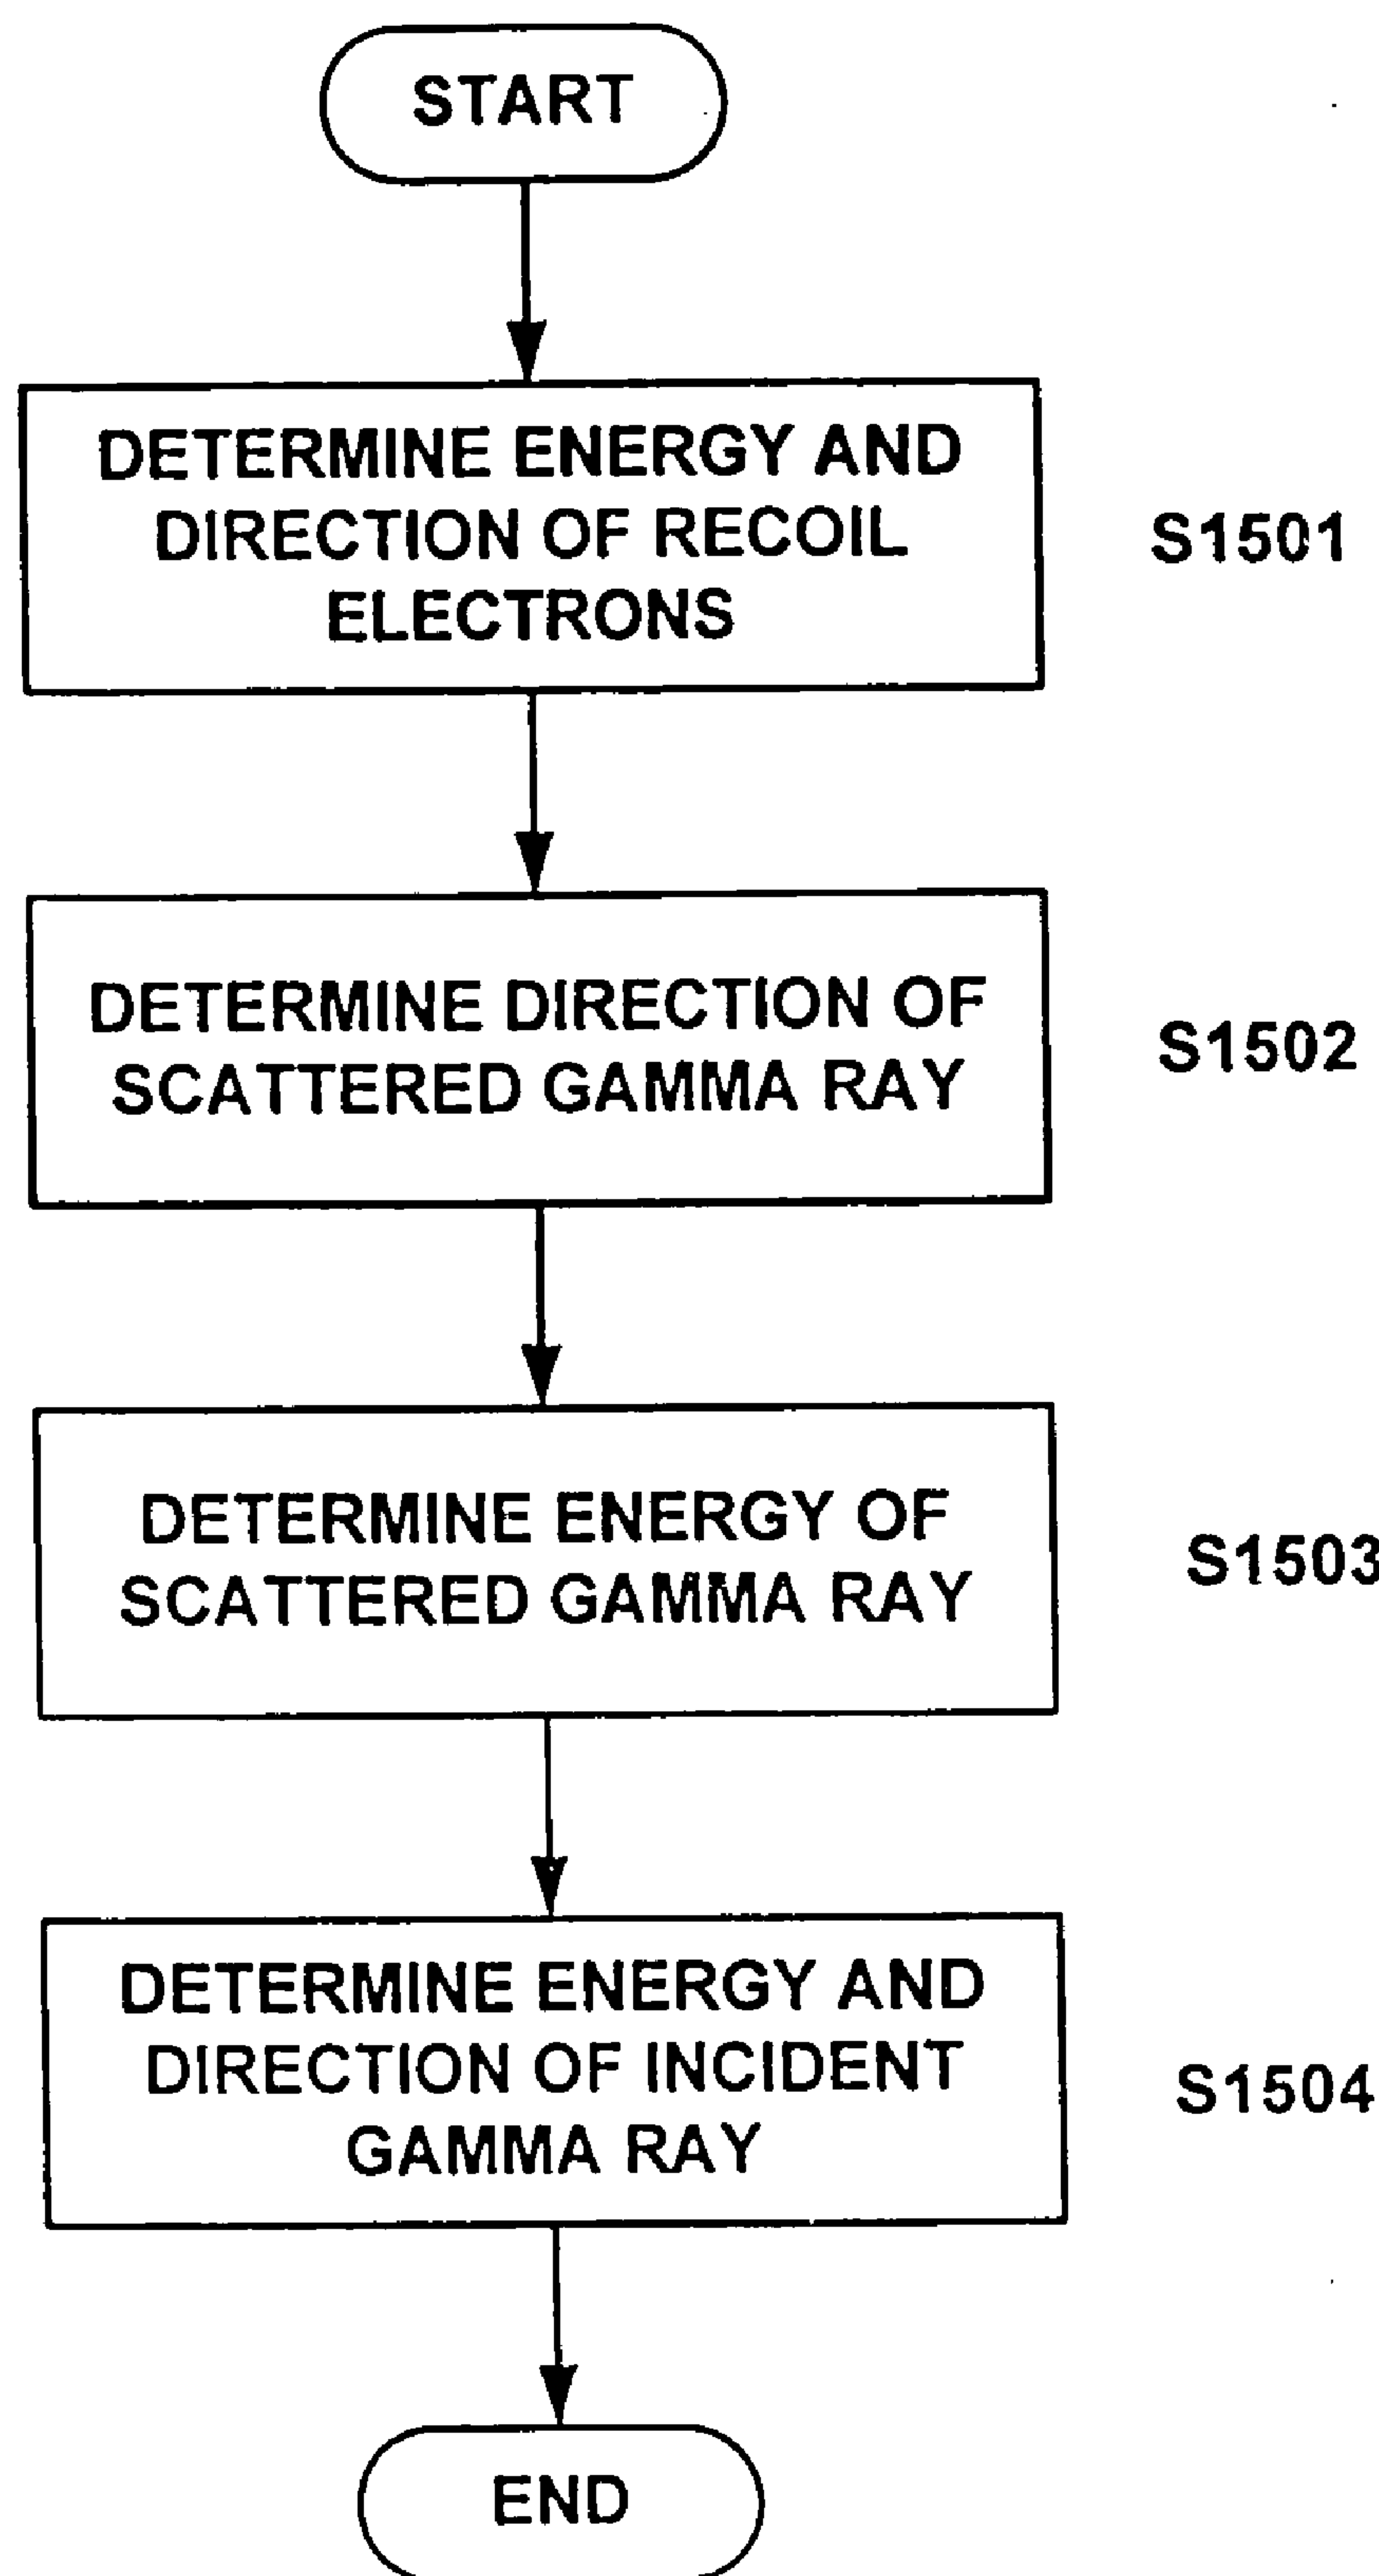 START
DETERMINE ENERGY AND
DIRECTION OF RECOIL
ELECTRONS
S1501
DETERMINE DIRECTION OF
SCATTERED GAMMA RAY
S1502
DETERMINE ENERGY OF
SCATTERED GAMMA RAY
S1503
DETERMINE ENERGY AND
DIRECTION OF INCIDENT
GAMMA RAY
S1504
END